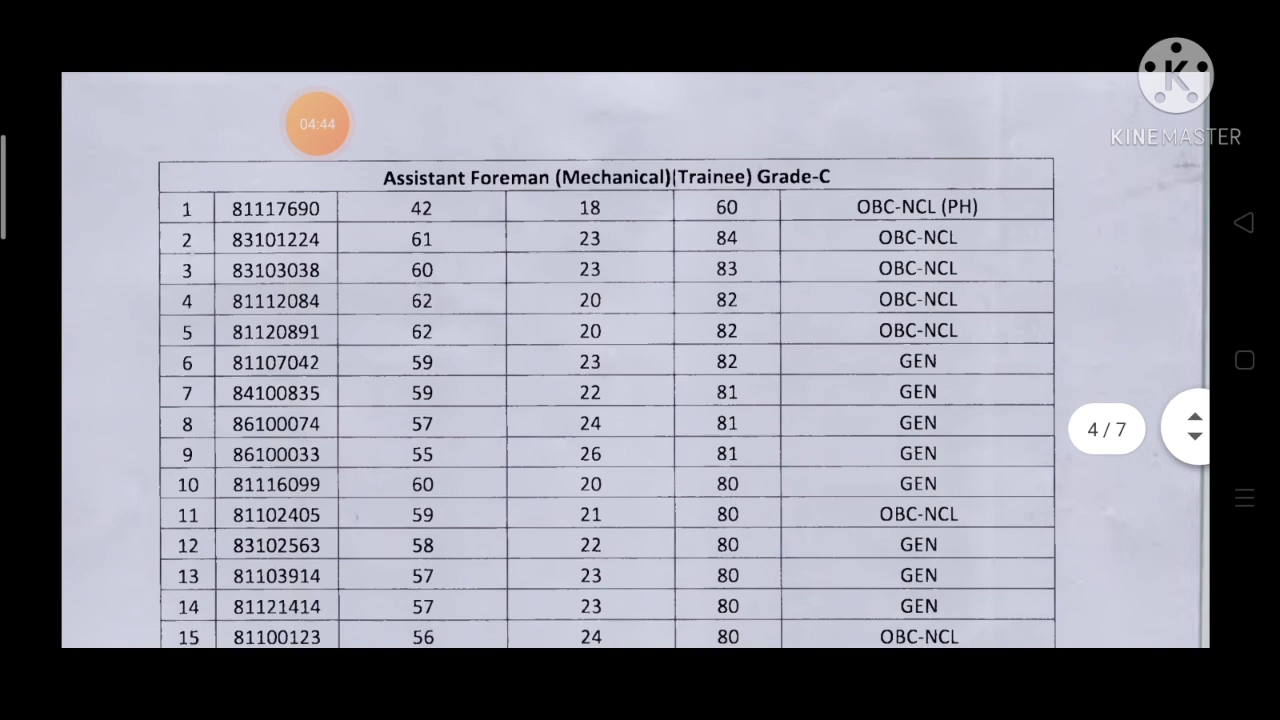 K
KINEMASTER
04:44
Assistant Foreman (Mechanical)(Trainee) Grade-C
1 81117690 42 18 60 OBC-NCL (PH)
2 83101224 61 23 84 OBC-NCL
3 83103038 60 23 83 OBC-NCL
4 81112084 62 20 82 OBC-NCL
5 81120891 62 20 82 OBC-NCL
6 81107042 59 23 82 GEN
7 84100835 59 22 81 GEN
8 86100074 57 24 81 GEN
9 86100033 55 26 81 GEN
10 81116099 60 20 80 GEN
11 81102405 59 21 80 OBC-NCL
12 83102563 58 22 80 GEN
13 81103914 57 23 80 GEN
14 81121414 57 23 80 GEN
15 81100123 56 24 80 OBC-NCL
4 / 7